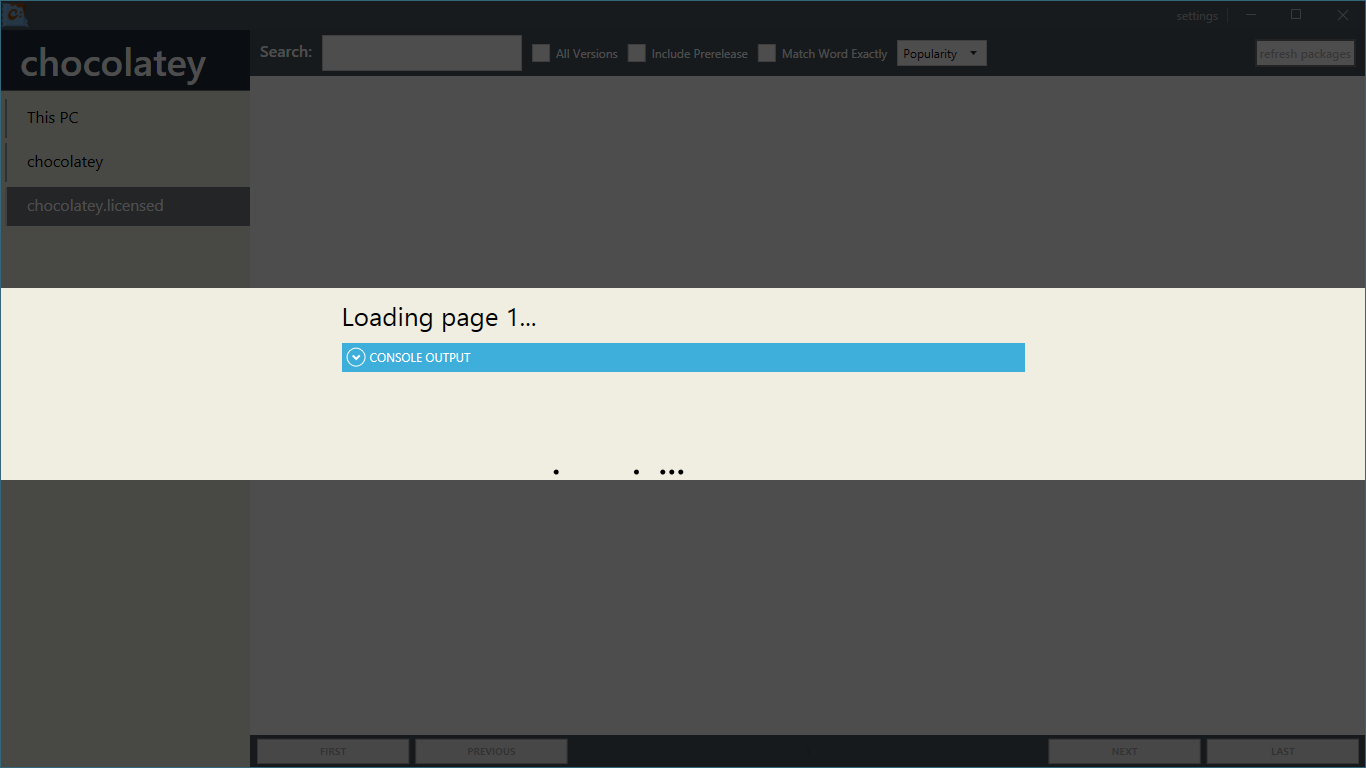 settings
chocolatey
Search:
All Versions
Include Prerelease
Match Word Exactly
Popularity
refresh packages
This PC
chocolatey
chocolatey.licensed
Loading page 1...
CONSOLE OUTPUT
FIRST
PREVIOUS
NEXT
LAST